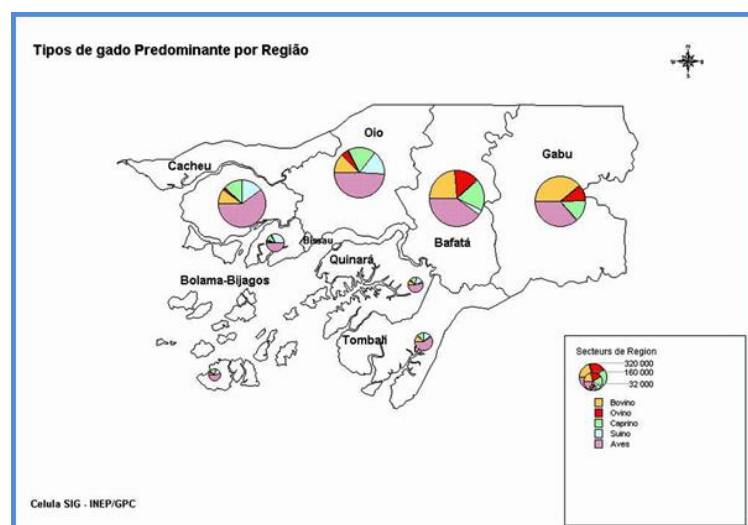 Tipos de gado Predominante por Região
N
Oio
Cacheu
Gabu
Bissau
Bafatá
Quinará
Bolama-Bijagos
Tombali
Secteurs de Region
320 000
160 000
32 000
Bovino
Ovino
Caprino
Suino
Aves
Celula SIG - INEP/GPC